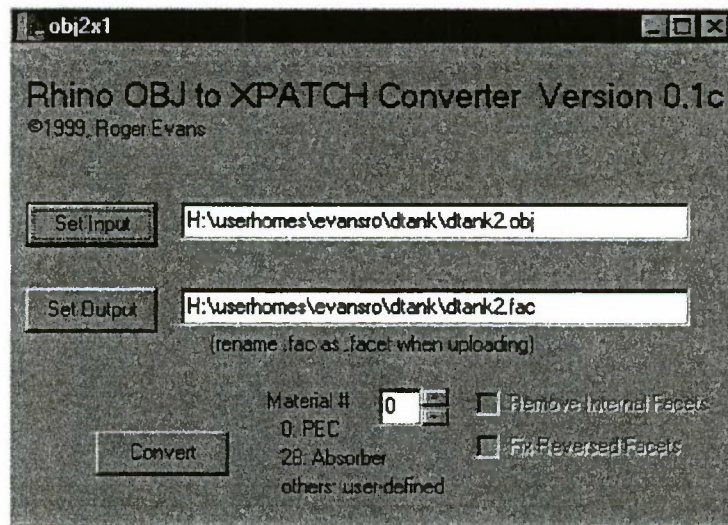 obj2x1
Rhino OBJ to XPATCH Converter Version 0.1c
©1999, Roger Evans
Set Input
H:\userhomes\evansro\dtank\dtank2.obj
Set Output
H:\userhomes\evansro\dtank\dtank2.fac
(rename .fac as .facet when uploading)
Material #
0
Remove Internal Facets
0: PEC
Convert
28: Absorber
Fix Reversed Facets
others: user-defined